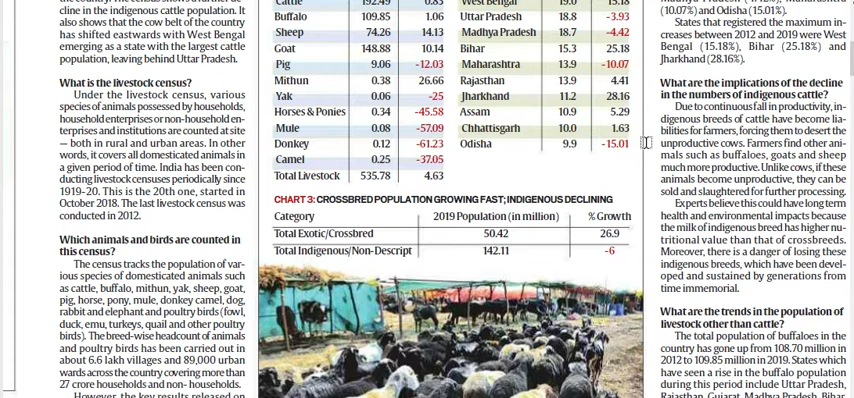 cline in the indigenous cattle population. It
also shows that the cow belt of the country
has shifted eastwards with West Bengal
emerging as a state with the largest cattle
population, leaving behind Uttar Pradesh.
What is the livestock census?
Under the livestock census, various
species of animals possessed by households,
household enterprises or non-household en-
terprises and institutions are counted at site
— both in rural and urban areas. In other
words, it covers all domesticated animals in
a given period of time. India has been con-
ducting livestock censuses periodically since
1919-20. This is the 20th one, started in
October 2018. The last livestock census was
conducted in 2012.
Which animals and birds are counted in
this census?
The census tracks the population of var-
ious species of domesticated animals such
as cattle, buffalo, mithun, yak, sheep, goat,
pig, horse, pony, mule, donkey camel, dog,
rabbit and elephant and poultry birds (fowl,
duck, emu, turkeys, quail and other poultry
birds). The breed-wise headcount of animals
and poultry birds has been carried out in
about 6.6 lakh villages and 89,000 urban
wards across the country covering more than
27 crore households and non- households.
However, the key results released on
Cattle 192.49 0.83 West Bengal 19.0 15.18
Buffalo 109.85 1.06 Uttar Pradesh 18.8 -3.93
Sheep 74.26 14.13 Madhya Pradesh 18.7 -4.42
Goat 148.88 10.14 Bihar 15.3 25.18
Pig 9.06 -12.03 Maharashtra 13.9 -10.07
Mithun 0.38 26.66 Rajasthan 13.9 4.41
Yak 0.06 -25 Jharkhand 11.2 28.16
Horses & Ponies 0.34 -45.58 Assam 10.9 5.29
Mule 0.08 -57.09 Chhattisgarh 10.0 1.63
Donkey 0.12 -61.23 Odisha 9.9 -15.01
Camel 0.25 -37.05
Total Livestock 535.78 4.63
CHART 3: CROSSBRED POPULATION GROWING FAST; INDIGENOUS DECLINING
Category 2019 Population (in million) % Growth
Total Exotic/Crossbred 50.42 26.9
Total Indigenous/Non-Descript 142.11 -6
(10.07%) and Odisha (15.01%).
States that registered the maximum in-
creases between 2012 and 2019 were West
Bengal (15.18%), Bihar (25.18%) and
Jharkhand (28.16%).
What are the implications of the decline
in the numbers of indigenous cattle?
Due to continuous fall in productivity, in-
digenous breeds of cattle have become lia-
bilities for farmers, forcing them to desert the
unproductive cows. Farmers find other ani-
mals such as buffaloes, goats and sheep
much more productive. Unlike cows, if these
animals become unproductive, they can be
sold and slaughtered for further processing.
Experts believe this could have long term
health and environmental impacts because
the milk of indigenous breed has higher nu-
tritional value than that of crossbreeds.
Moreover, there is a danger of losing these
indigenous breeds, which have been devel-
oped and sustained by generations from
time immemorial.
What are the trends in the population of
livestock other than cattle?
The total population of buffaloes in the
country has gone up from 108.70 million in
2012 to 109.85 million in 2019. States which
have seen a rise in the buffalo population
during this period include Uttar Pradesh,
Rajasthan, Gujarat, Madhya Pradesh, Bihar,